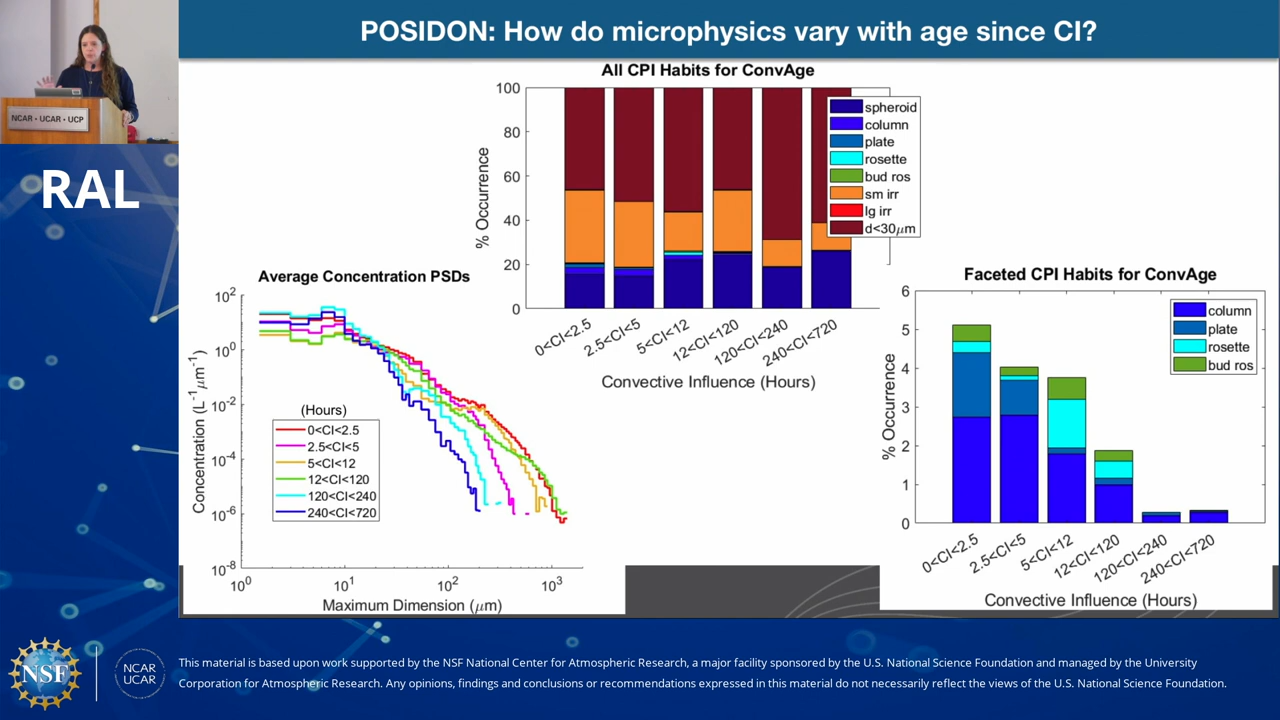 POSIDON: How do microphysics vary with age since CI?
NCAR • UCAR • UCP
RAL
All CPI Habits for ConvAge
% Occurrence
100
80
60
40
20
0
spheroid
column
plate
rosette
bud ros
sm irr
lg irr
d<30μm
0<CI<2.5
2.5<CI<5
5<CI<12
12<CI<120
120<CI<240
240<CI<720
Convective Influence (Hours)
Average Concentration PSDs
Concentration (L⁻¹ μm⁻¹)
10²
10⁰
10⁻²
10⁻⁴
10⁻⁶
10⁻⁸
(Hours)
0<CI<2.5
2.5<CI<5
5<CI<12
12<CI<120
120<CI<240
240<CI<720
10⁰
10¹
10²
10³
Maximum Dimension (μm)
Faceted CPI Habits for ConvAge
% Occurrence
6
5
4
3
2
1
0
column
plate
rosette
bud ros
0<CI<2.5
2.5<CI<5
5<CI<12
12<CI<120
120<CI<240
240<CI<720
Convective Influence (Hours)
NSF
NCAR
UCAR
This material is based upon work supported by the NSF National Center for Atmospheric Research, a major facility sponsored by the U.S. National Science Foundation and managed by the University
Corporation for Atmospheric Research. Any opinions, findings and conclusions or recommendations expressed in this material do not necessarily reflect the views of the U.S. National Science Foundation.